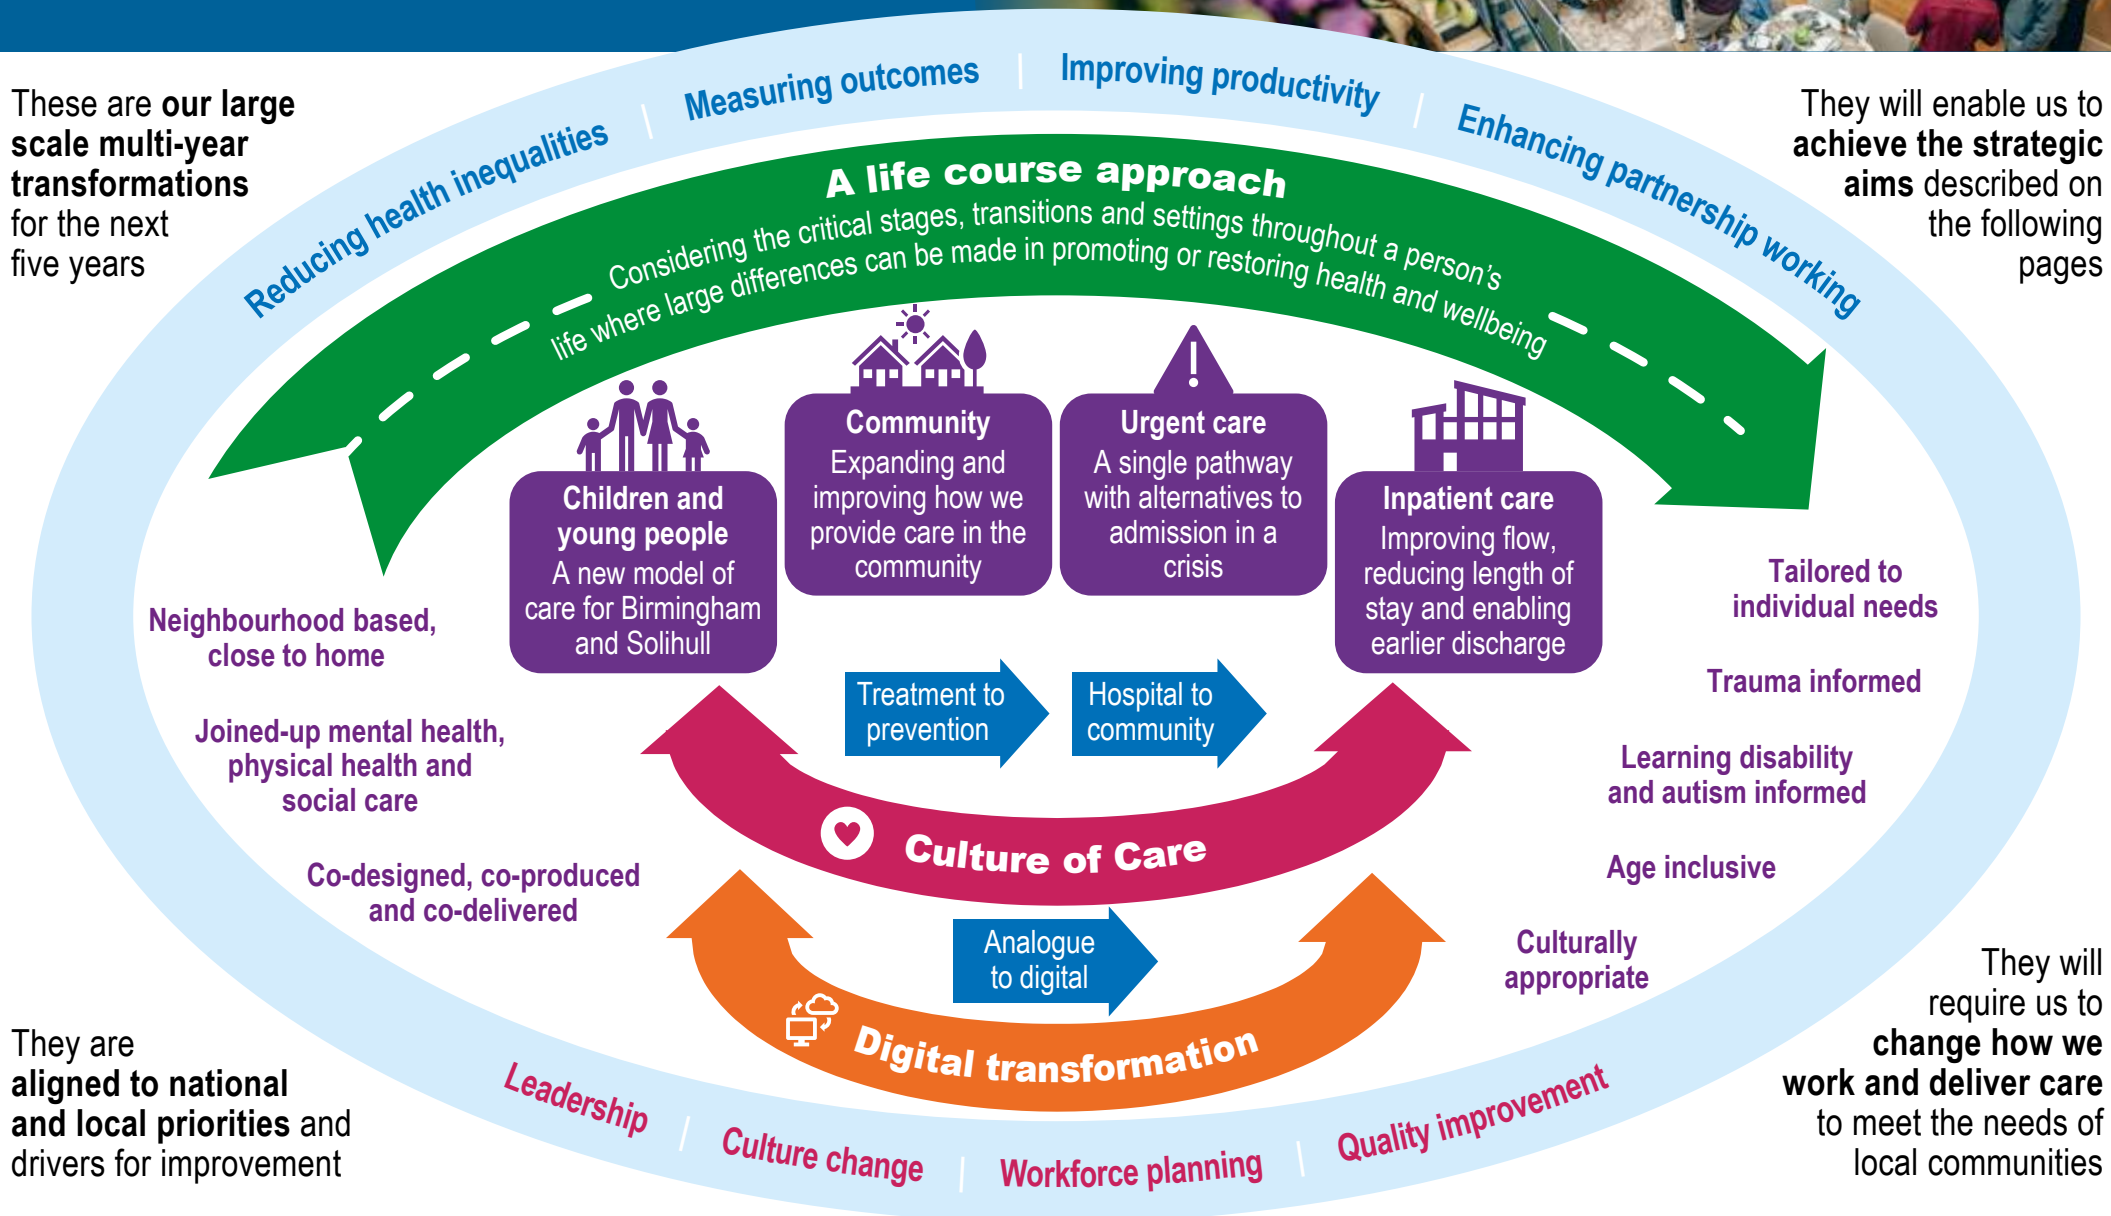 These are our large
scale multi-year
transformations
for the next
five years
Reducing health inequalities
Measuring outcomes
Improving productivity
Enhancing partnership working
They will enable us to
achieve the strategic
aims described on
the following
pages
A life course approach
Considering the critical stages, transitions and settings throughout a person's
life where large differences can be made in promoting or restoring health and wellbeing
Children and
young people
A new model of
care for Birmingham
and Solihull
Community
Expanding and
improving how we
provide care in the
community
Urgent care
A single pathway
with alternatives to
admission in a
crisis
Inpatient care
Improving flow,
reducing length of
stay and enabling
earlier discharge
Neighbourhood based,
close to home
Joined-up mental health,
physical health and
social care
Co-designed, co-produced
and co-delivered
Treatment to
prevention
Hospital to
community
Culture of Care
Analogue
to digital
Digital transformation
Tailored to
individual needs
Trauma informed
Learning disability
and autism informed
Age inclusive
Culturally
appropriate
They are
aligned to national
and local priorities and
drivers for improvement
Leadership
Culture change
Workforce planning
Quality improvement
They will
require us to
change how we
work and deliver care
to meet the needs of
local communities